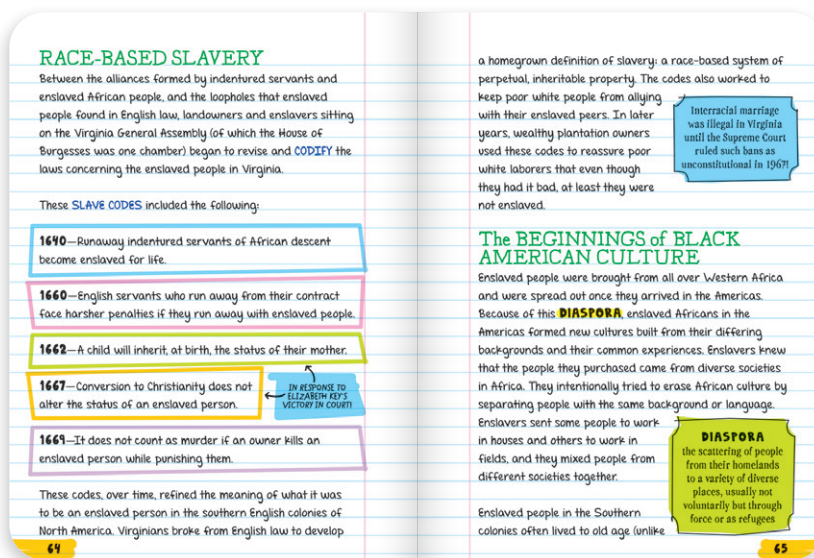 RACE-BASED SLAVERY
Between the alliances formed by indentured servants and
enslaved African people, and the loopholes that enslaved
people found in English law, landowners and enslavers sitting
on the Virginia General Assembly (of which the House of
Burgesses was one chamber) began to revise and CODIFY the
laws concerning the enslaved people in Virginia.
These SLAVE CODES included the following:
1640—Runaway indentured servants of African descent
become enslaved for life.
1660—English servants who run away from their contract
face harsher penalties if they run away with enslaved people.
1662—A child will inherit, at birth, the status of their mother.
1667—Conversion to Christianity does not
alter the status of an enslaved person.
IN RESPONSE TO
ELIZABETH KEY'S
VICTORY IN COURT!
1669—It does not count as murder if an owner kills an
enslaved person while punishing them.
These codes, over time, refined the meaning of what it was
to be an enslaved person in the southern English colonies of
North America. Virginians broke from English law to develop
64
a homegrown definition of slavery: a race-based system of
perpetual, inheritable property. The codes also worked to
keep poor white people from allying
with their enslaved peers. In later
years, wealthy plantation owners
used these codes to reassure poor
white laborers that even though
they had it bad, at least they were
not enslaved.
Interracial marriage
was illegal in Virginia
until the Supreme Court
ruled such bans as
unconstitutional in 1967!
The BEGINNINGS of BLACK
AMERICAN CULTURE
Enslaved people were brought from all over Western Africa
and were spread out once they arrived in the Americas.
Because of this DIASPORA, enslaved Africans in the
Americas formed new cultures built from their differing
backgrounds and their common experiences. Enslavers knew
that the people they purchased came from diverse societies
in Africa. They intentionally tried to erase African culture by
separating people with the same background or language.
Enslavers sent some people to work
in houses and others to work in
fields, and they mixed people from
different societies together.
DIASPORA
the scattering of people
from their homelands
to a variety of diverse
places, usually not
voluntarily but through
force or as refugees
Enslaved people in the Southern
colonies often lived to old age (unlike
65